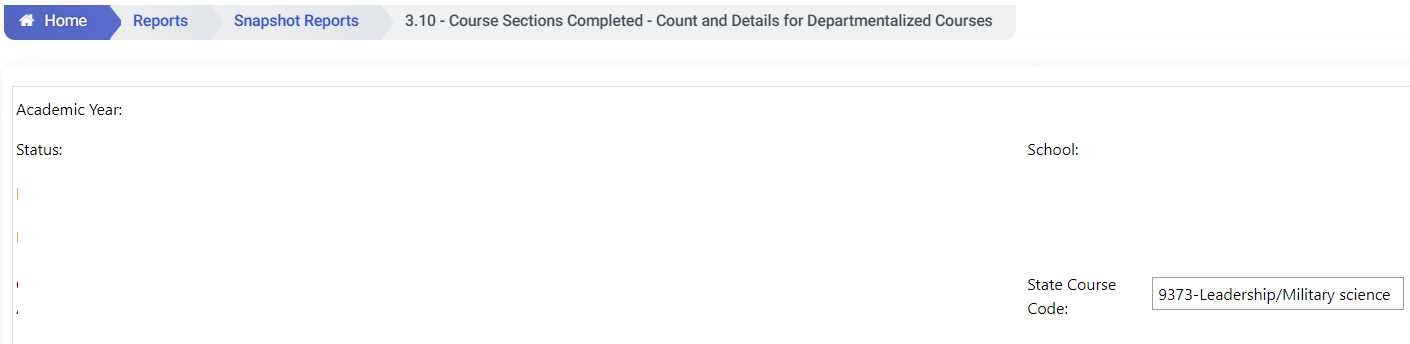 Home Reports Snapshot Reports 3.10 - Course Sections Completed - Count and Details for Departmentalized Courses
Academic Year:
Status: School:
State Course
Code:
9373-Leadership/Military science